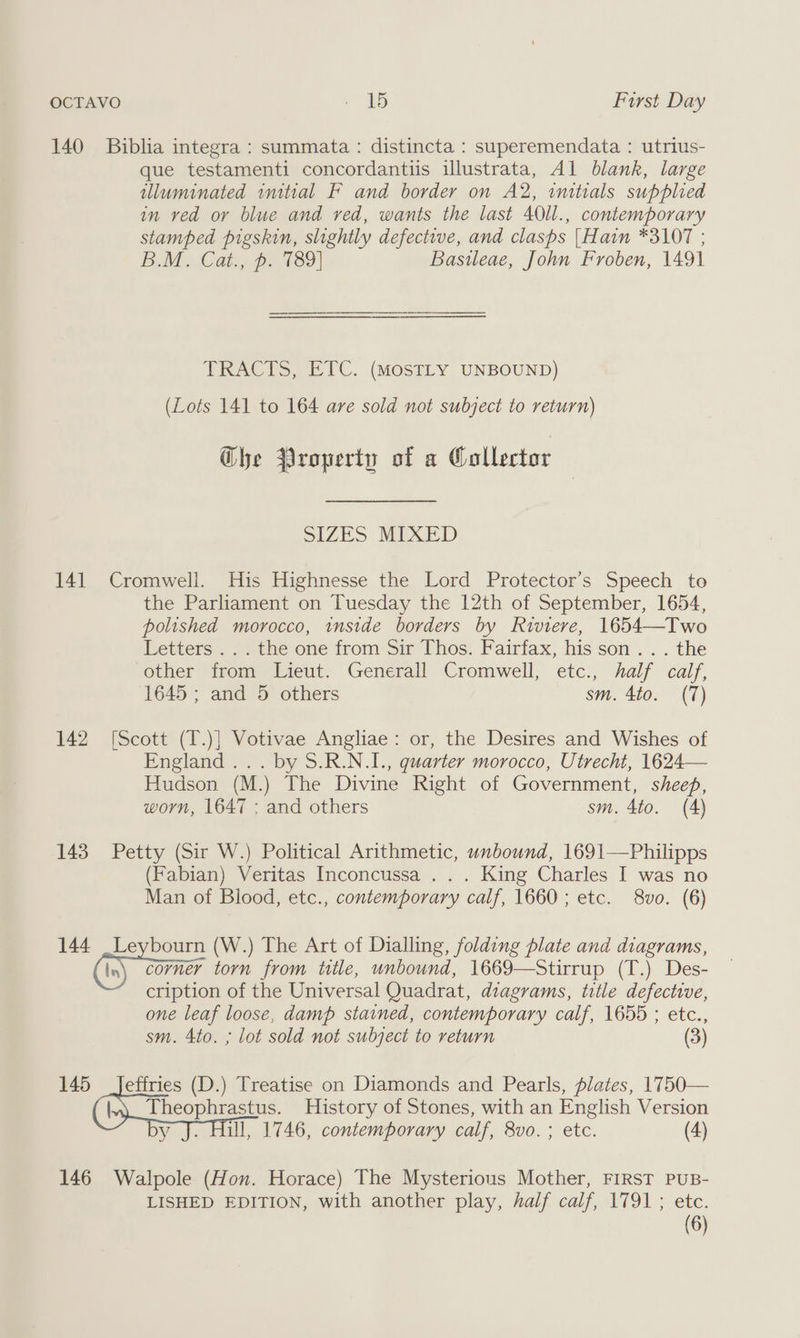 OCTAVO 15 First Day
140 Biblia integra : summata : distincta : superemendata : utrius-
que testamenti concordantiis illustrata, A1 blank, large
illuminated initial F and border on A2, initials supplied
in red or blue and red, wants the last 40ll., contemporary
stamped pigskin, slightly defective, and clasps [Hain *3107 ;
B.M. Cat., p. 789] Basileae, John Froben, 1491
TRACTS, ETC. (MOSTLY UNBOUND)
(Lots 141 to 164 are sold not subject to return)
The Property of a Collector
SIZES MIXED
141 Cromwell. His Highnesse the Lord Protector's Speech to
the Parliament on Tuesday the 12th of September, 1654,
polished morocco, inside borders by Riviere, 1654—Two
Letters . . . the one from Sir Thos. Fairfax, his son . . . the
other from Lieut. Generall Cromwell, etc., half calf,
1645 ; and 5 others sm. 4to. (7)
142 [Scott (T.)] Votivae Angliae : or, the Desires and Wishes of
England . . . by S.R.N.I., quarter morocco, Utrecht, 1624—
Hudson (M.) The Divine Right of Government, sheep,
worn, 1647 ; and others sm. 4to. (4)
143 Petty (Sir W.) Political Arithmetic, unbound, 1691—Philipps
(Fabian) Veritas Inconcussa . . . King Charles I was no
Man of Blood, etc., contemporary calf, 1660 ; etc. 8vo. (6)
144 Leybourn (W.) The Art of Dialling, folding plate and diagrams,
(In) corner torn from title, unbound, 1669—Stirrup (T.) Des-
cription of the Universal Quadrat, diagrams, title defective,
one leaf loose, damp stained, contemporary calf, 1655 ; etc.,
sm. 4to. ; lot sold not subject to return (3)
145 Jeffries (D.) Treatise on Diamonds and Pearls, plates, 1750—
(In) Theophrastus. History of Stones, with an English Version
by J. Hill, 1746, contemporary calf, 8vo. ; etc. (4)
146 Walpole (Hon. Horace) The Mysterious Mother, FIRST PUB-
LISHED EDITION, with another play, half calf, 1791 ; etc.
(6)